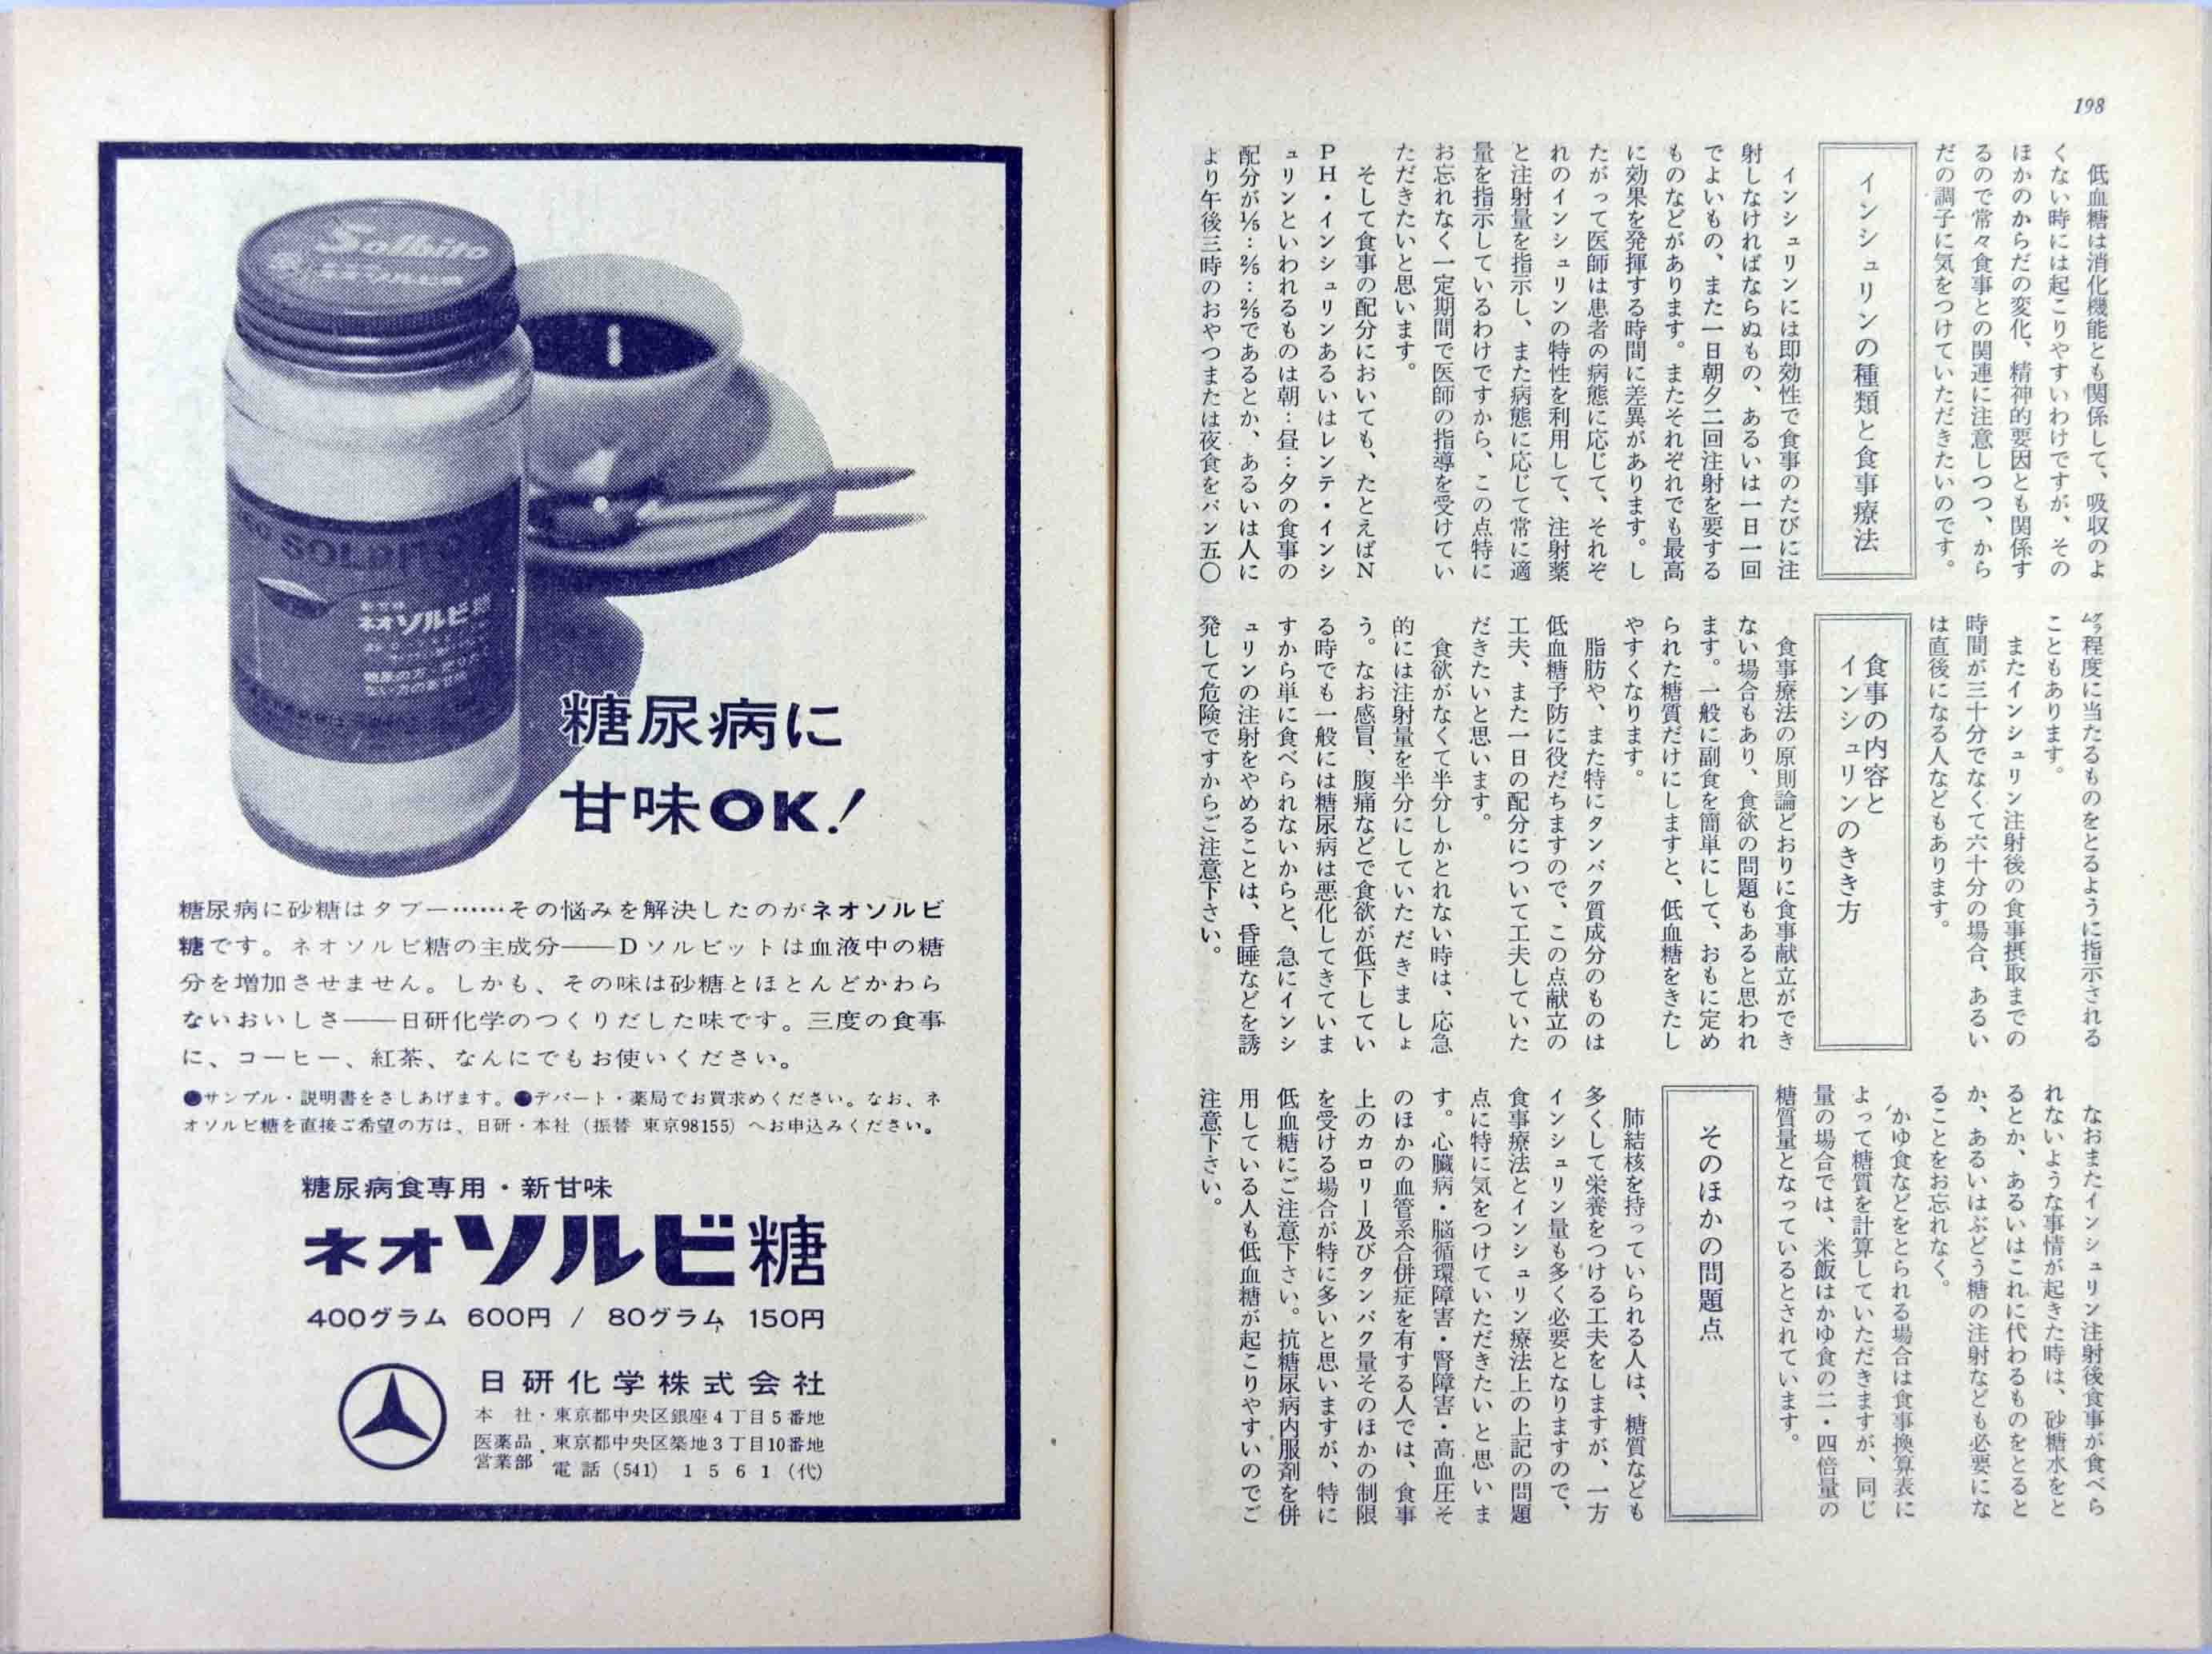 198
低血糖は消化機能とも関係して、吸収のよ
くない時には起こりやすいわけですが、その
ほかのからだの変化、精神的要因とも関係す
るので常々食事との関連に注意しつつ、から
だの調子に気をつけていただきたいのです。
インシュリンの種類と食事療法
インシュリンには即効性で食事のたびに注
射しなければならぬもの、あるいは一日一回
でよいもの、また一日朝夕二回注射を要する
ものなどがあります。またそれぞれでも最高
に効果を発揮する時間に差異があります。し
たがって医師は患者の病態に応じて、それぞ
れのインシュリンの特性を利用して、注射薬
と注射量を指示し、また病態に応じて常に適
量を指示しているわけですから、この点特に
お忘れなく一定期間で医師の指導を受けてい
ただきたいと思います。
そして食事の配分においても、たとえばN
PH・インシュリンあるいはレンテ・インシ
ュリンといわれるものは朝：昼：夕の食事の
配分が1/5：2/5：2/5であるとか、あるいは人に
より午後三時のおやつまたは夜食をパン五〇
㌘程度に当たるものをとるように指示される
こともあります。
またインシュリン注射後の食事摂取までの
時間が三十分でなくて六十分の場合、あるい
は直後になる人などもあります。
食事の内容と
インシュリンのきき方
食事療法の原則論どおりに食事献立ができ
ない場合もあり、食欲の問題もあると思われ
ます。一般に副食を簡単にして、おもに定め
られた糖質だけにしますと、低血糖をきたし
やすくなります。
脂肪や、また特にタンパク質成分のものは
低血糖予防に役だちますので、この点献立の
工夫、また一日の配分について工夫していた
だきたいと思います。
食欲がなくて半分しかとれない時は、応急
的には注射量を半分にしていただきましょ
う。なお感冒、腹痛などで食欲が低下してい
る時でも一般には糖尿病は悪化してきていま
すから単に食べられないからと、急にインシ
ュリンの注射をやめることは、昏睡などを誘
発して危険ですからご注意下さい。
なおまたインシュリン注射後食事が食べら
れないような事情が起きた時は、砂糖水をと
るとか、あるいはこれに代わるものをとると
か、あるいはぶどう糖の注射なども必要にな
ることをお忘れなく。
かゆ食などをとられる場合は食事換算表に
よって糖質を計算していただきますが、同じ
量の場合では、米飯はかゆ食の二・四倍量の
糖質量となっているとされています。
そのほかの問題点
肺結核を持っていられる人は、糖質なども
多くして栄養をつける工夫をしますが、一方
インシュリン量も多く必要となりますので、
食事療法とインシュリン療法上の上記の問題
点に特に気をつけていただきたいと思いま
す。心臓病・脳循環障害・腎障害・高血圧そ
のほかの血管系合併症を有する人では、食事
上のカロリー及びタンパク量そのほかの制限
を受ける場合が特に多いと思いますが、特に
低血糖にご注意下さい。抗糖尿病内服剤を併
用している人も低血糖が起こりやすいのでご
注意下さい。
Solbito
SOLBITO
ネオソルビ糖
糖尿病に
甘味OK!
糖尿病に砂糖はタブー……その悩みを解決したのがネオソルビ
糖です。ネオソルビ糖の主成分——Dソルビットは血液中の糖
分を増加させません。しかも、その味は砂糖とほとんどかわら
ないおいしさ——日研化学のつくりだした味です。三度の食事
に、コーヒー、紅茶、なんにでもお使いください。
●サンプル・説明書をさしあげます。●デパート・薬局でお買求めください。なお、ネ
オソルビ糖を直接ご希望の方は、日研・本社（振替 東京98155）へお申込みください。
糖尿病食専用・新甘味
ネオソルビ糖
400グラム 600円 / 80グラム 150円
日研化学株式会社
本 社・東京都中央区銀座4丁目5番地
医薬品営業部・東京都中央区築地3丁目10番地
電話（541）1561（代）